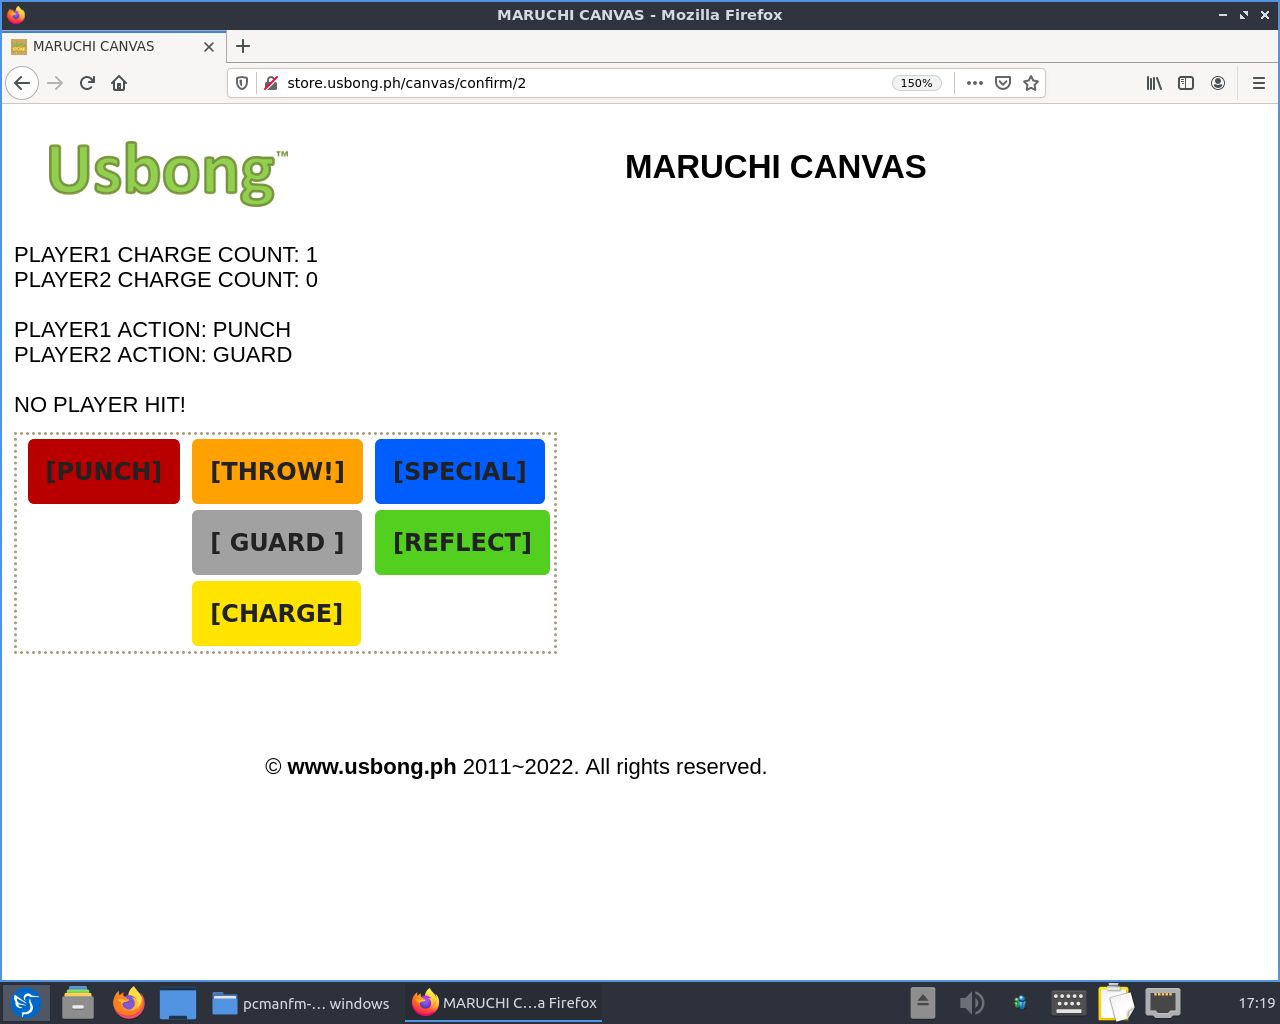 MARUCHI CANVAS - Mozilla Firefox
MARUCHI CANVAS
store.usbong.ph/canvas/confirm/2
150%
Usbong™
MARUCHI CANVAS
PLAYER1 CHARGE COUNT: 1
PLAYER2 CHARGE COUNT: 0
PLAYER1 ACTION: PUNCH
PLAYER2 ACTION: GUARD
NO PLAYER HIT!
[PUNCH] [THROW!] [SPECIAL]
[ GUARD ] [REFLECT]
[CHARGE]
© www.usbong.ph 2011~2022. All rights reserved.
pcmanfm-... windows
MARUCHI C...a Firefox
17:19